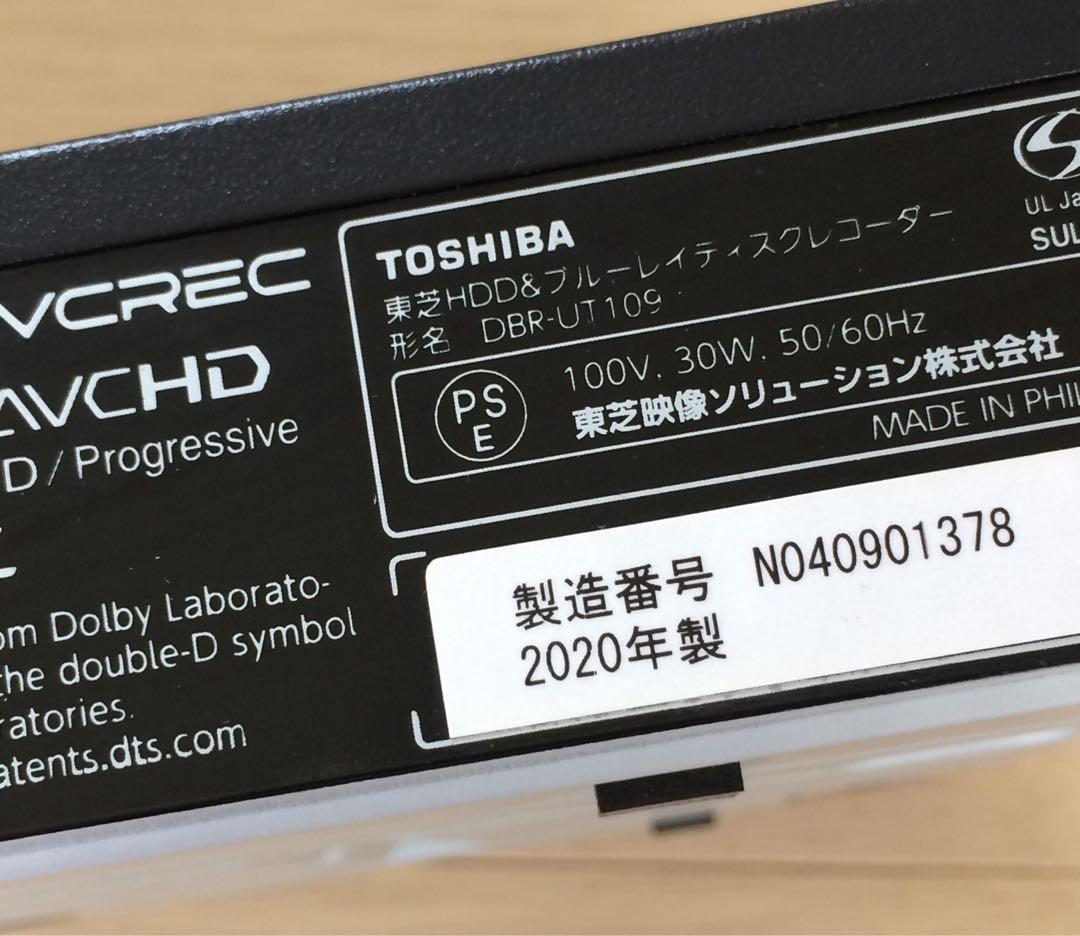 VCREC
AVCHD
D/Progressive
om Dolby Laborato-
the double-D symbol
ratories.
atents.dts.com
TOSHIBA
東芝HDD&ブルーレイディスクレコーダー
形名 DBR-UT109
PS
E
100V, 30W, 50/60Hz
東芝映像ソリューション株式会社
MADE IN PHIL
UL Ja
SUL
製造番号 N040901378
2020年製